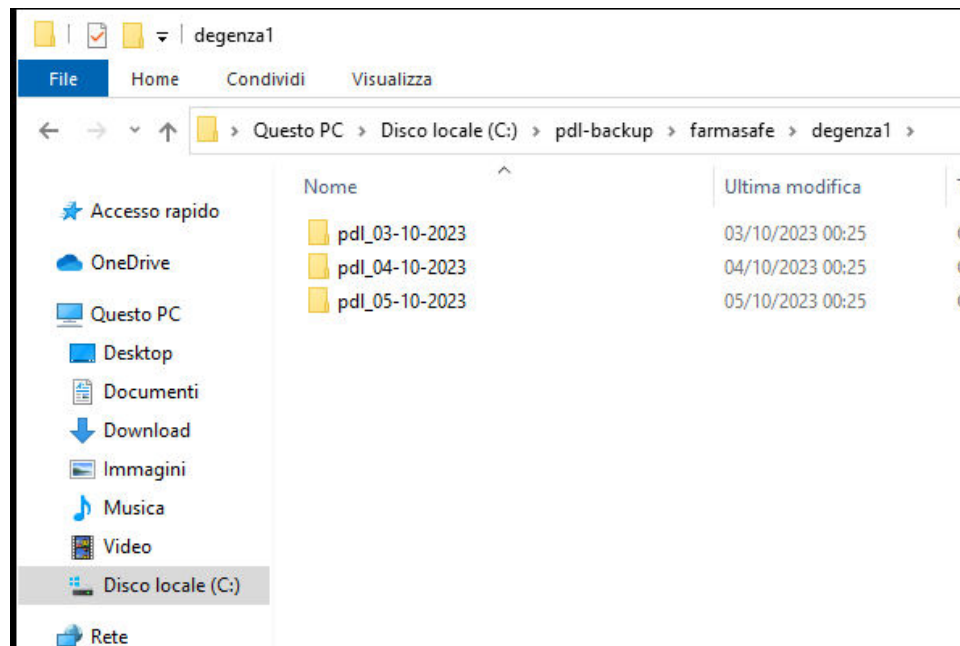 degenza1
File Home Condividi Visualizza
Questo PC > Disco locale (C:) > pdl-backup > farmasafe > degenza1 >
Nome Ultima modifica
Accesso rapido
OneDrive
Questo PC
Desktop
Documenti
Download
Immagini
Musica
Video
Disco locale (C:)
Rete
pdl_03-10-2023 03/10/2023 00:25
pdl_04-10-2023 04/10/2023 00:25
pdl_05-10-2023 05/10/2023 00:25